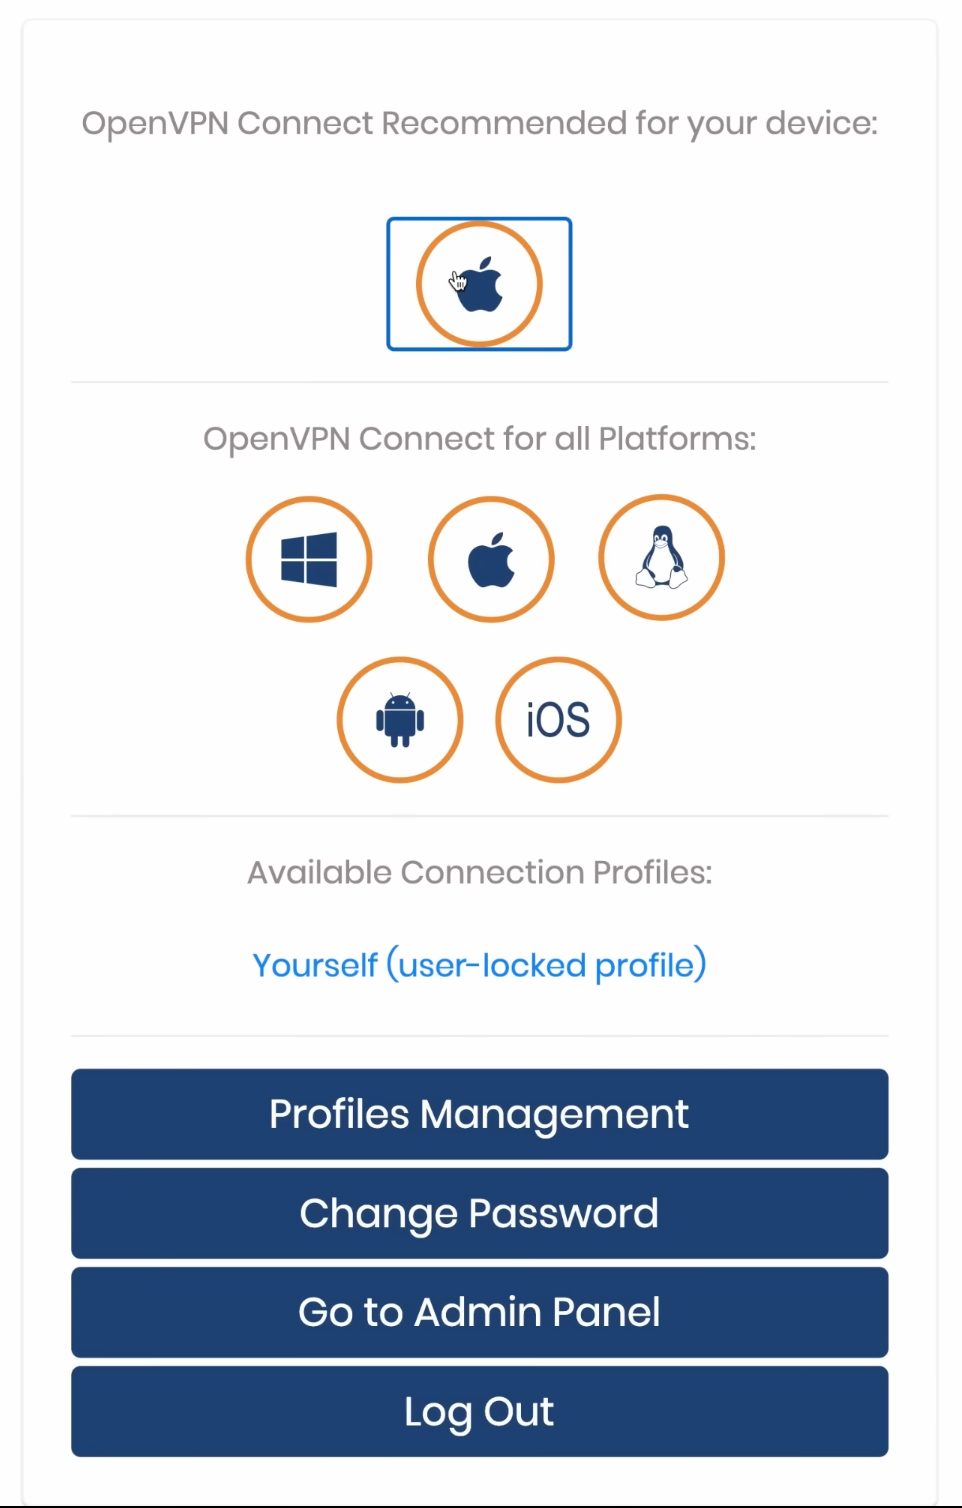 OpenVPN Connect Recommended for your device:
OpenVPN Connect for all Platforms:
iOS
Available Connection Profiles:
Yourself (user-locked profile)
Profiles Management
Change Password
Go to Admin Panel
Log Out